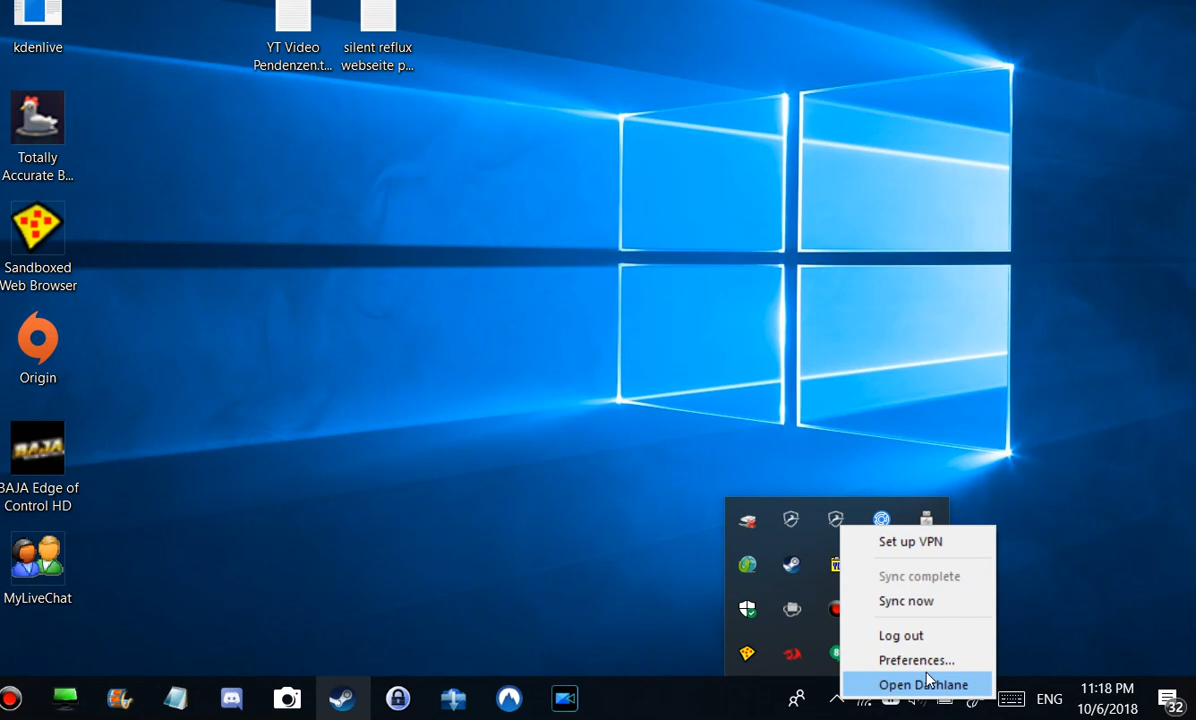 kdenlive
YT Video
Pendenzen.t...
silent reflux
webseite p...
Totally
Accurate B...
Sandboxed
Web Browser
Origin
BAJA
BAJA Edge of
Control HD
MyLiveChat
Set up VPN
Sync complete
Sync now
Log out
Preferences...
Open Dashlane
ENG
11:18 PM
10/6/2018
32